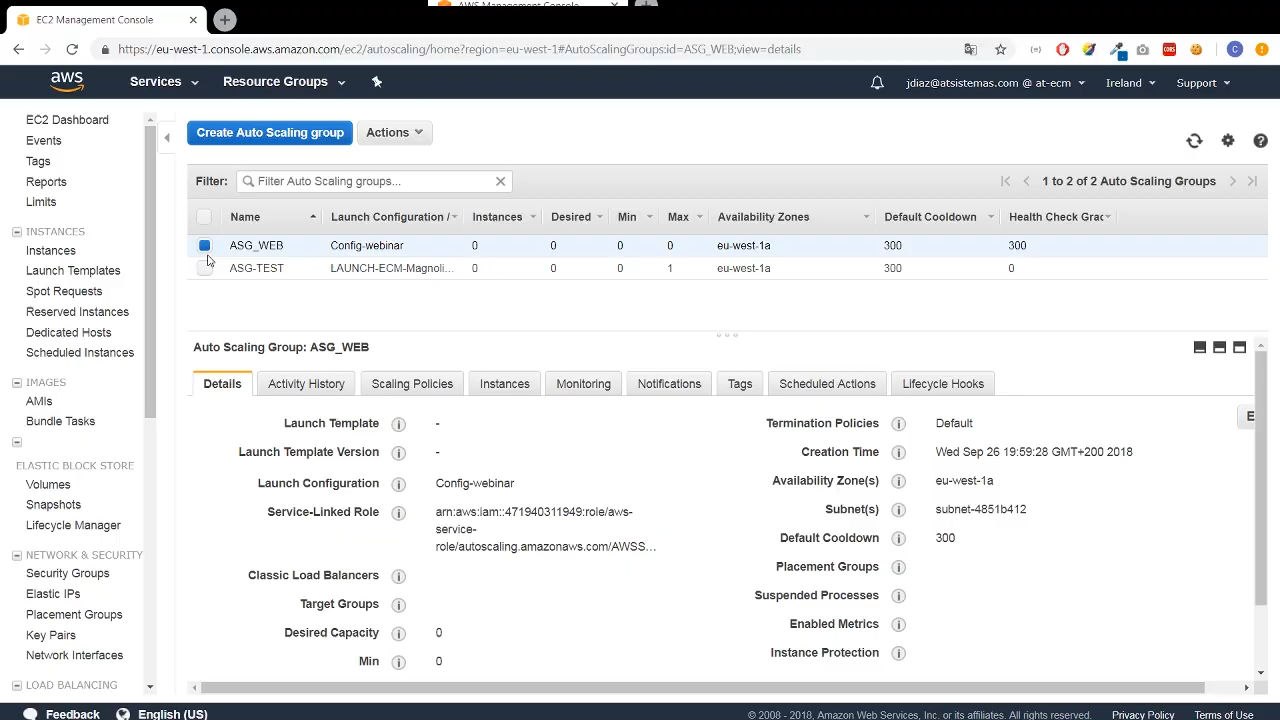 AWS Management Console
EC2 Management Console
https://eu-west-1.console.aws.amazon.com/ec2/autoscaling/home?region=eu-west-1#AutoScalingGroups:id=ASG_WEB;view=details
aws Services Resource Groups jdiaz@atsistemas.com @ at-ecm Ireland Support
EC2 Dashboard
Events
Tags
Reports
Limits
INSTANCES
Instances
Launch Templates
Spot Requests
Reserved Instances
Dedicated Hosts
Scheduled Instances
IMAGES
AMIs
Bundle Tasks
ELASTIC BLOCK STORE
Volumes
Snapshots
Lifecycle Manager
NETWORK & SECURITY
Security Groups
Elastic IPs
Placement Groups
Key Pairs
Network Interfaces
LOAD BALANCING
Create Auto Scaling group Actions
Filter: Filter Auto Scaling groups... 1 to 2 of 2 Auto Scaling Groups
Name Launch Configuration / Instances Desired Min Max Availability Zones Default Cooldown Health Check Grac
ASG_WEB Config-webinar 0 0 0 0 eu-west-1a 300 300
ASG-TEST LAUNCH-ECM-Magnoli... 0 0 0 1 eu-west-1a 300 0
Auto Scaling Group: ASG_WEB
Details Activity History Scaling Policies Instances Monitoring Notifications Tags Scheduled Actions Lifecycle Hooks
E
Launch Template -
Launch Template Version -
Launch Configuration Config-webinar
Service-Linked Role arn:aws:iam::471940311949:role/aws-
service-
role/autoscaling.amazonaws.com/AWSS...
Classic Load Balancers
Target Groups
Desired Capacity 0
Min 0
Termination Policies Default
Creation Time Wed Sep 26 19:59:28 GMT+200 2018
Availability Zone(s) eu-west-1a
Subnet(s) subnet-4851b412
Default Cooldown 300
Placement Groups
Suspended Processes
Enabled Metrics
Instance Protection
Feedback English (US) © 2008 - 2018, Amazon Web Services, Inc. or its affiliates. All rights reserved. Privacy Policy Terms of Use